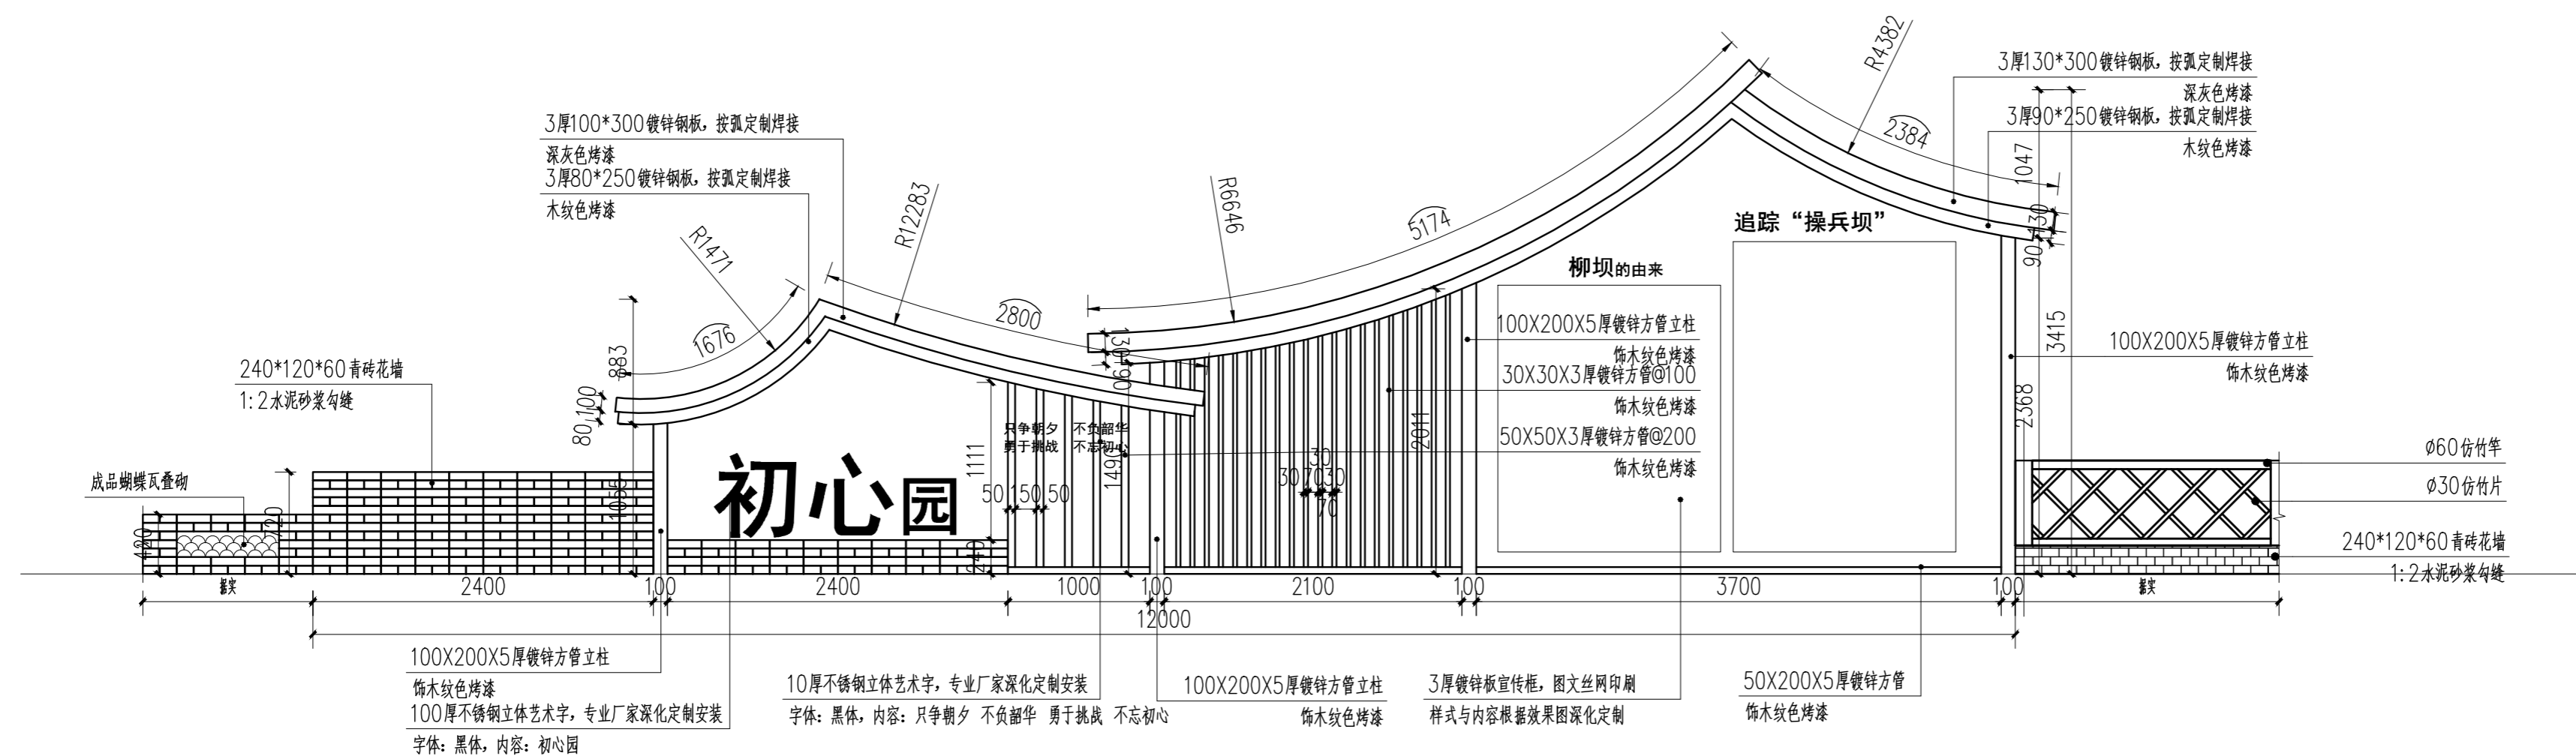 R4382
3厚130*300镀锌钢板，按弧定制焊接
深灰色烤漆
3厚90*250镀锌钢板，按弧定制焊接
木纹色烤漆
2384
1047
3厚100*300镀锌钢板，按弧定制焊接
深灰色烤漆
3厚80*250镀锌钢板，按弧定制焊接
木纹色烤漆
R1471
R12283
R6646
5174
追踪“操兵坝”
130
90
柳坝的由来
1676
2800
883
130
90
3415
100X200X5厚镀锌方管立柱
饰木纹色烤漆
100X200X5厚镀锌方管立柱
饰木纹色烤漆
30X30X3厚镀锌方管@100
饰木纹色烤漆
50X50X3厚镀锌方管@200
饰木纹色烤漆
240*120*60青砖花墙
1:2水泥砂浆勾缝
100
80
2011
2368
只争朝夕 不负韶华
勇于挑战 不忘初心
1111
1490
成品蝴蝶瓦叠砌
初心园
50 150 50
30
30 70 30
70
1055
720
420
240
Ø60仿竹竿
Ø30仿竹片
240*120*60青砖花墙
1:2水泥砂浆勾缝
据实
2400
100
2400
1000
100
2100
100
3700
100
据实
12000
100X200X5厚镀锌方管立柱
饰木纹色烤漆
100厚不锈钢立体艺术字，专业厂家深化定制安装
字体：黑体，内容：初心园
10厚不锈钢立体艺术字，专业厂家深化定制安装
字体：黑体，内容：只争朝夕 不负韶华 勇于挑战 不忘初心
100X200X5厚镀锌方管立柱
饰木纹色烤漆
3厚镀锌板宣传框，图文丝网印刷
样式与内容根据效果图深化定制
50X200X5厚镀锌方管
饰木纹色烤漆